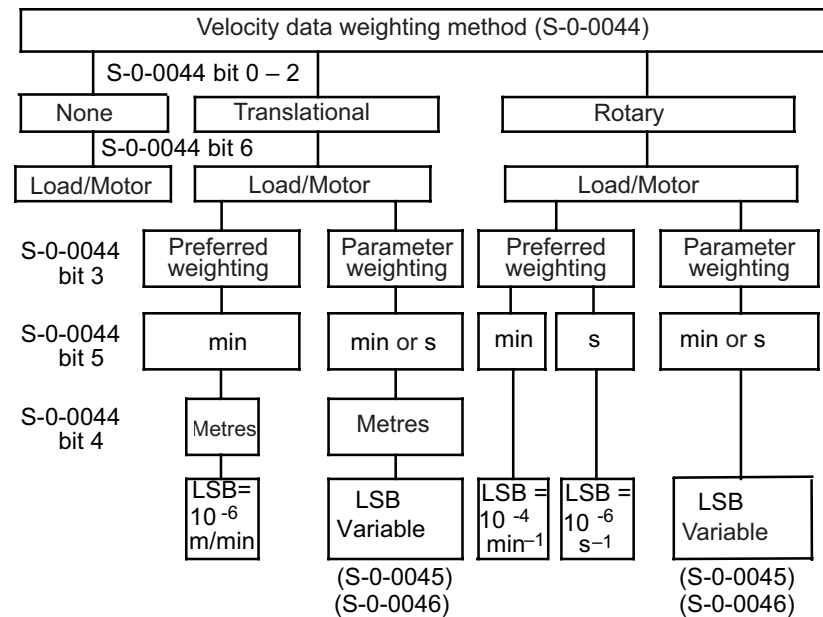 Velocity data weighting method (S-0-0044)
S-0-0044 bit 0 – 2
None
Translational
Rotary
S-0-0044 bit 6
Load/Motor
Load/Motor
Load/Motor
S-0-0044
bit 3
Preferred
weighting
Parameter
weighting
Preferred
weighting
Parameter
weighting
S-0-0044
bit 5
min
min or s
min
s
min or s
S-0-0044
bit 4
Metres
Metres
LSB=
10 -6
m/min
LSB
Variable
LSB =
10 -4
min–1
LSB =
10 -6
s–1
LSB
Variable
(S-0-0045)
(S-0-0046)
(S-0-0045)
(S-0-0046)